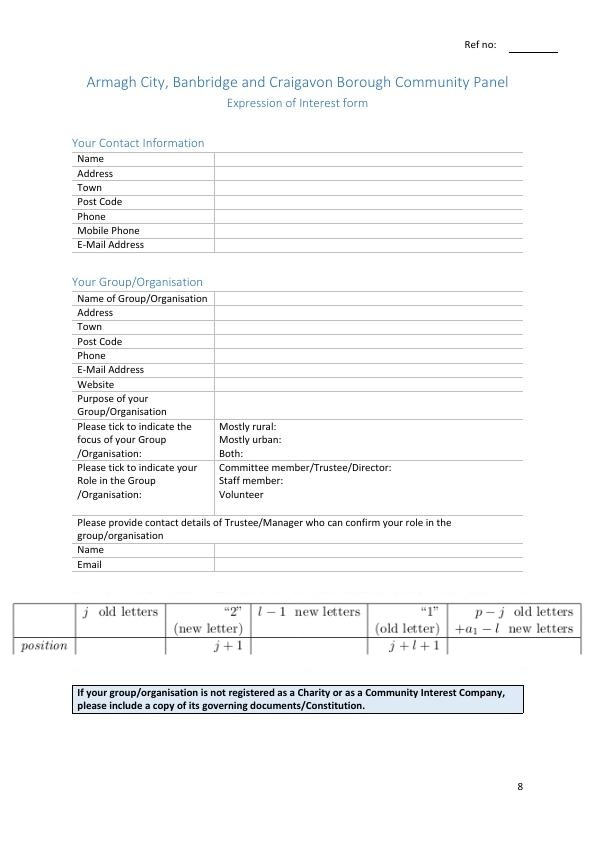 Ref no:
Armagh City, Banbridge and Craigavon Borough Community Panel
Expression of Interest form
Your Contact Information
Name
Address
Town
Post Code
Phone
Mobile Phone
E-Mail Address
Your Group/Organisation
Name of Group/Organisation
Address
Town
Post Code
Phone
E-Mail Address
Website
Purpose of your
Group/Organisation
Please tick to indicate the Mostly rural:
focus of your Group Mostly urban:
/Organisation: Both:
Please tick to indicate your Committee member/Trustee/Director:
Role in the Group Staff member:
/Organisation: Volunteer
Please provide contact details of Trustee/Manager who can confirm your role in the
group/organisation
Name
Email
j old letters “2” l − 1 new letters “1” p − j old letters
(new letter) (old letter) +a₁ − l new letters
position j + 1 j + l + 1
If your group/organisation is not registered as a Charity or as a Community Interest Company,
please include a copy of its governing documents/Constitution.
8